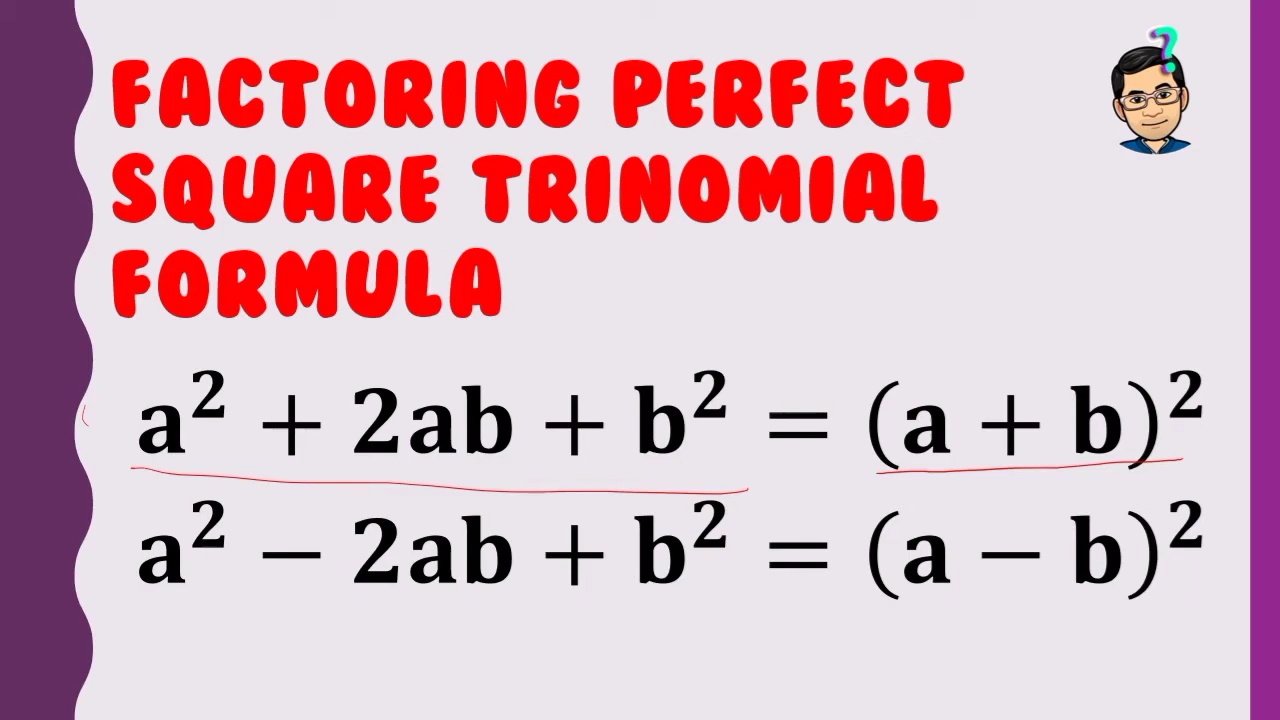 FACTORING PERFECT
SQUARE TRINOMIAL
FORMULA
?
a² + 2ab + b² = (a + b)²
a² − 2ab + b² = (a − b)²